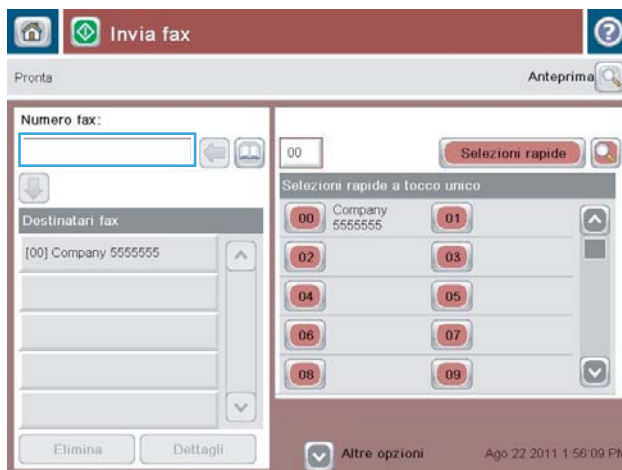 Invia fax
Pronta
Anteprima
Numero fax:
00
Selezioni rapide
Selezioni rapide a tocco unico
Destinatari fax
[00] Company 5555555
00 Company 5555555 01
02 03
04 05
06 07
08 09
Elimina Dettagli
Altre opzioni
Ago 22 2011 1:56:09 PM